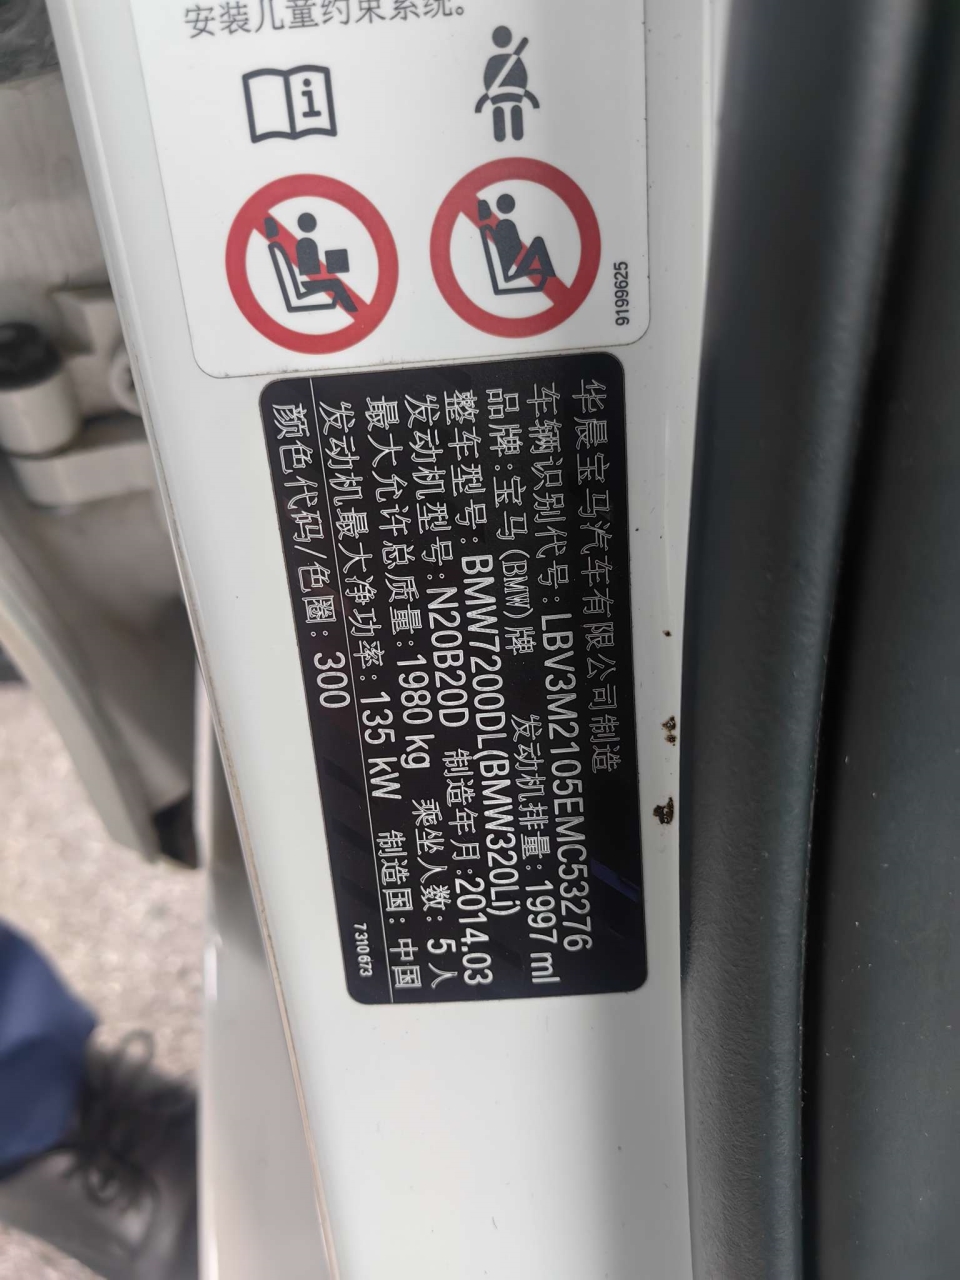 安装儿童约束系统。
9199625
华晨宝马汽车有限公司制造
车辆识别代号:LBV3M2105EMC53276
品牌:宝马(BMW)牌 发动机排量:1997 ml
整车型号:BMW7200DL(BMW320Li)
发动机型号:N20B20D 制造年月:2014.03
最大允许总质量:1980 kg 乘坐人数:5人
发动机最大净功率:135 kW 制造国:中国
颜色代码/色圈:300
7310673